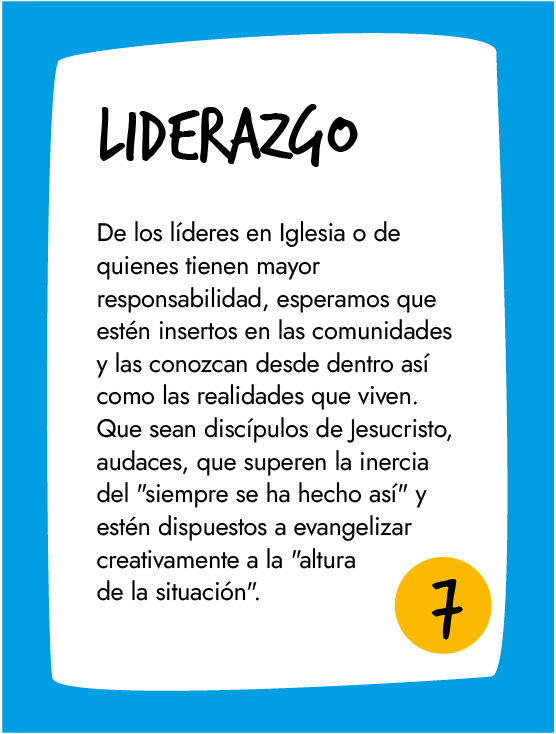 LIDERAZGO
De los líderes en Iglesia o de
quienes tienen mayor
responsabilidad, esperamos que
estén insertos en las comunidades
y las conozcan desde dentro así
como las realidades que viven.
Que sean discípulos de Jesucristo,
audaces, que superen la inercia
del "siempre se ha hecho así" y
estén dispuestos a evangelizar
creativamente a la "altura
de la situación".
7